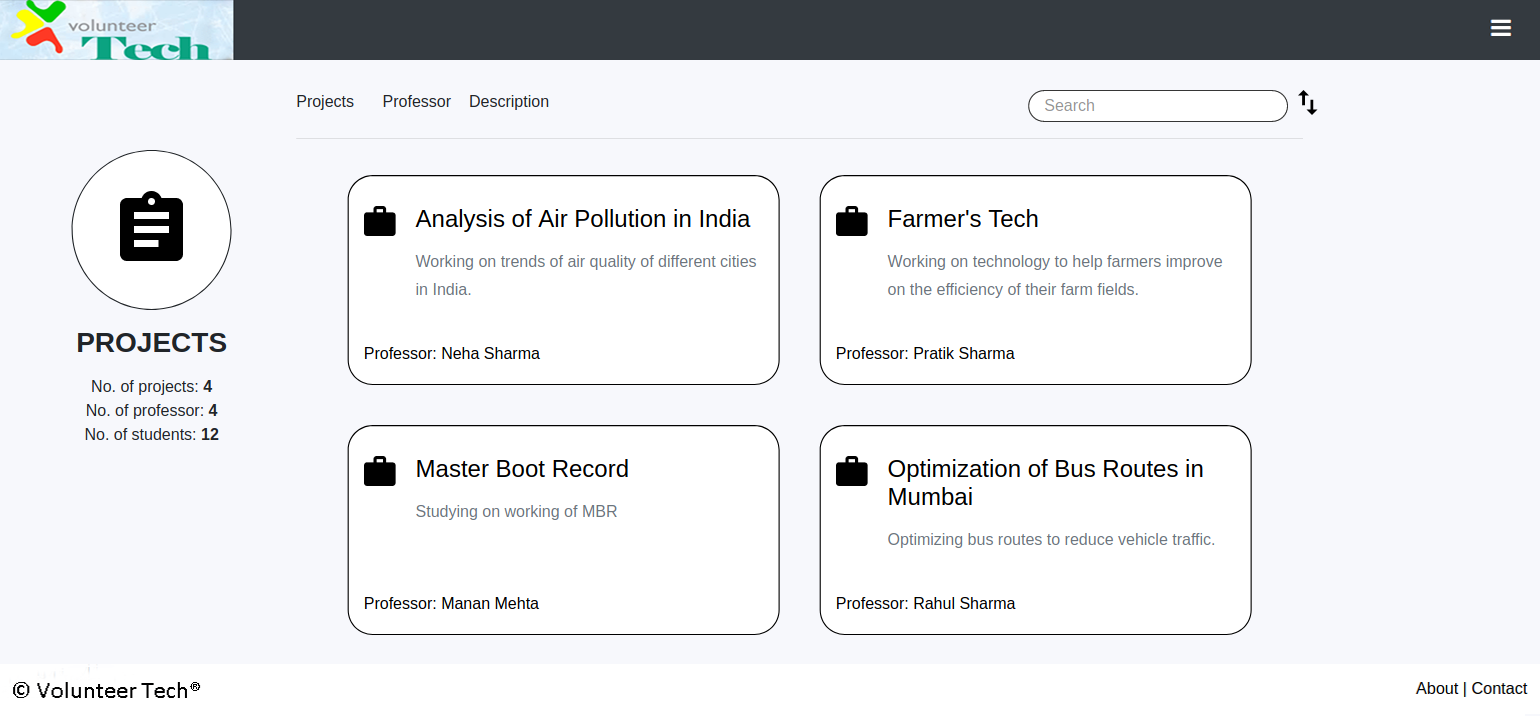 volunteer
Tech
Projects Professor Description Search
PROJECTS
No. of projects: 4
No. of professor: 4
No. of students: 12
Analysis of Air Pollution in India
Working on trends of air quality of different cities
in India.
Professor: Neha Sharma
Farmer's Tech
Working on technology to help farmers improve
on the efficiency of their farm fields.
Professor: Pratik Sharma
Master Boot Record
Studying on working of MBR
Professor: Manan Mehta
Optimization of Bus Routes in
Mumbai
Optimizing bus routes to reduce vehicle traffic.
Professor: Rahul Sharma
© Volunteer Tech®
About | Contact